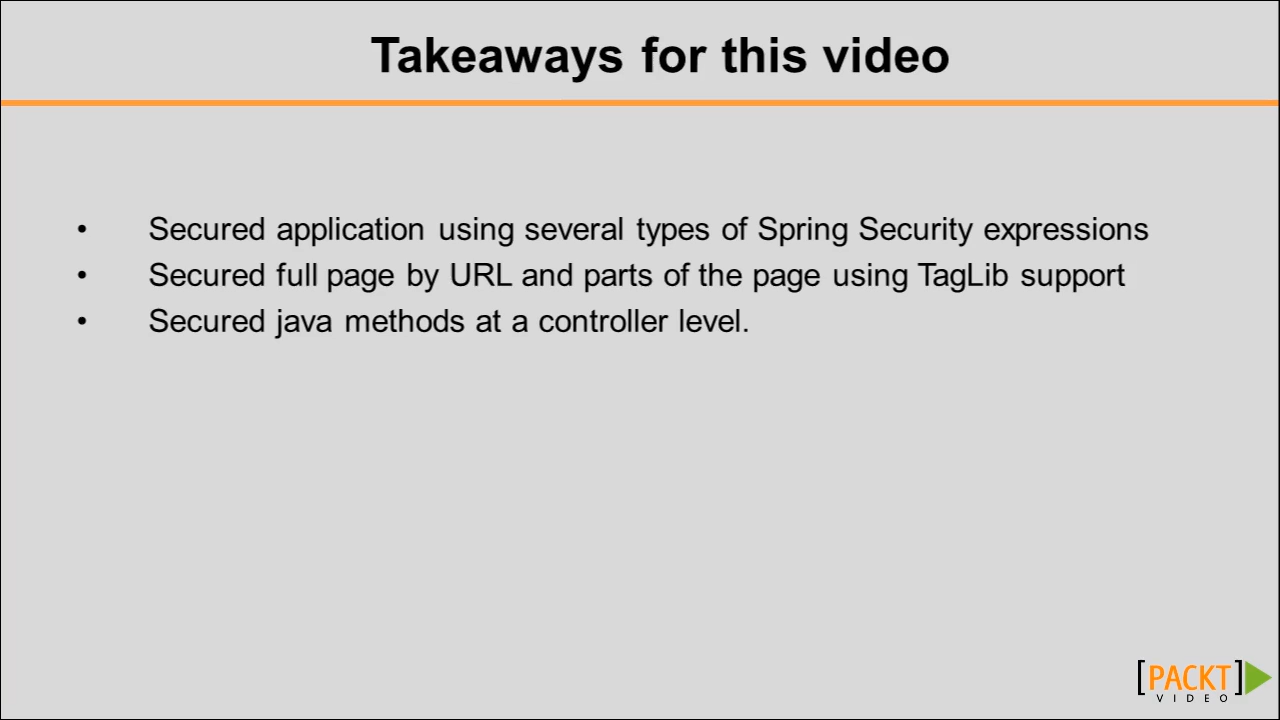 Takeaways for this video
• Secured application using several types of Spring Security expressions
• Secured full page by URL and parts of the page using TagLib support
• Secured java methods at a controller level.
[PACKT]
VIDEO